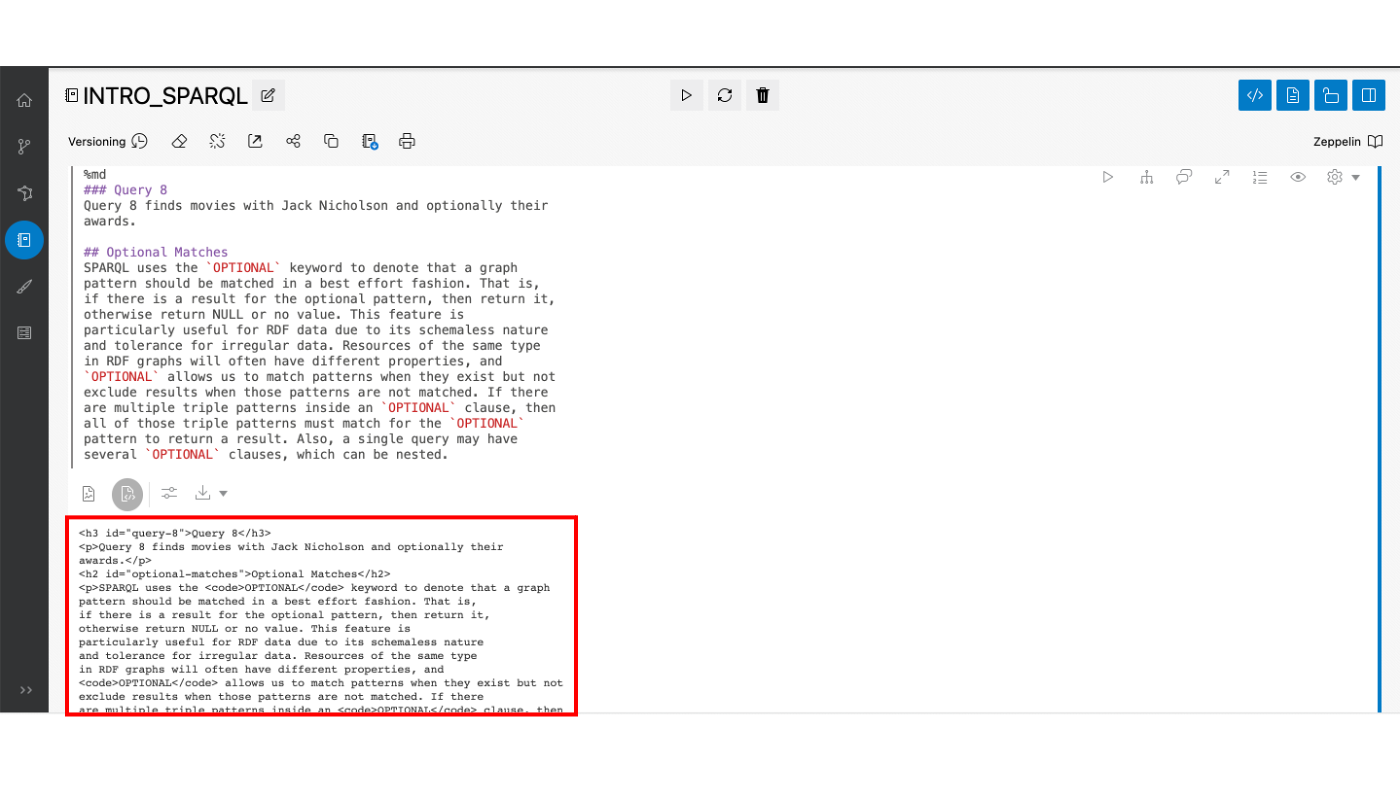 INTRO_SPARQL
Versioning
Zeppelin
%md
### Query 8
Query 8 finds movies with Jack Nicholson and optionally their
awards.
## Optional Matches
SPARQL uses the `OPTIONAL` keyword to denote that a graph
pattern should be matched in a best effort fashion. That is,
if there is a result for the optional pattern, then return it,
otherwise return NULL or no value. This feature is
particularly useful for RDF data due to its schemaless nature
and tolerance for irregular data. Resources of the same type
in RDF graphs will often have different properties, and
`OPTIONAL` allows us to match patterns when they exist but not
exclude results when those patterns are not matched. If there
are multiple triple patterns inside an `OPTIONAL` clause, then
all of those triple patterns must match for the `OPTIONAL`
pattern to return a result. Also, a single query may have
several `OPTIONAL` clauses, which can be nested.
<h3 id="query-8">Query 8</h3>
<p>Query 8 finds movies with Jack Nicholson and optionally their
awards.</p>
<h2 id="optional-matches">Optional Matches</h2>
<p>SPARQL uses the <code>OPTIONAL</code> keyword to denote that a graph
pattern should be matched in a best effort fashion. That is,
if there is a result for the optional pattern, then return it,
otherwise return NULL or no value. This feature is
particularly useful for RDF data due to its schemaless nature
and tolerance for irregular data. Resources of the same type
in RDF graphs will often have different properties, and
<code>OPTIONAL</code> allows us to match patterns when they exist but not
exclude results when those patterns are not matched. If there
are multiple triple patterns inside an <code>OPTIONAL</code> clause, then